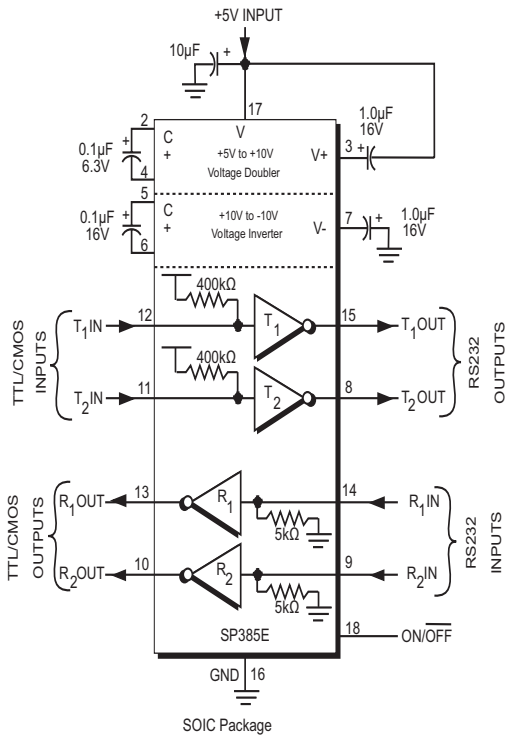 +5V INPUT
10µF
+
17
2
C
+
V
+5V to +10V
Voltage Doubler
V+
3
+
1.0µF
16V
0.1µF
6.3V
+
4
5
C
+
+10V to -10V
Voltage Inverter
V-
7
+
1.0µF
16V
0.1µF
16V
+
6
400kΩ
TTL/CMOS
INPUTS
T1IN
12
T1
15
T1OUT
400kΩ
T2IN
11
T2
8
T2OUT
RS232
OUTPUTS
TTL/CMOS
OUTPUTS
R1OUT
13
R1
14
R1IN
5kΩ
R2OUT
10
R2
9
R2IN
5kΩ
RS232
INPUTS
SP385E
18
ON/OFF
GND
16
SOIC Package